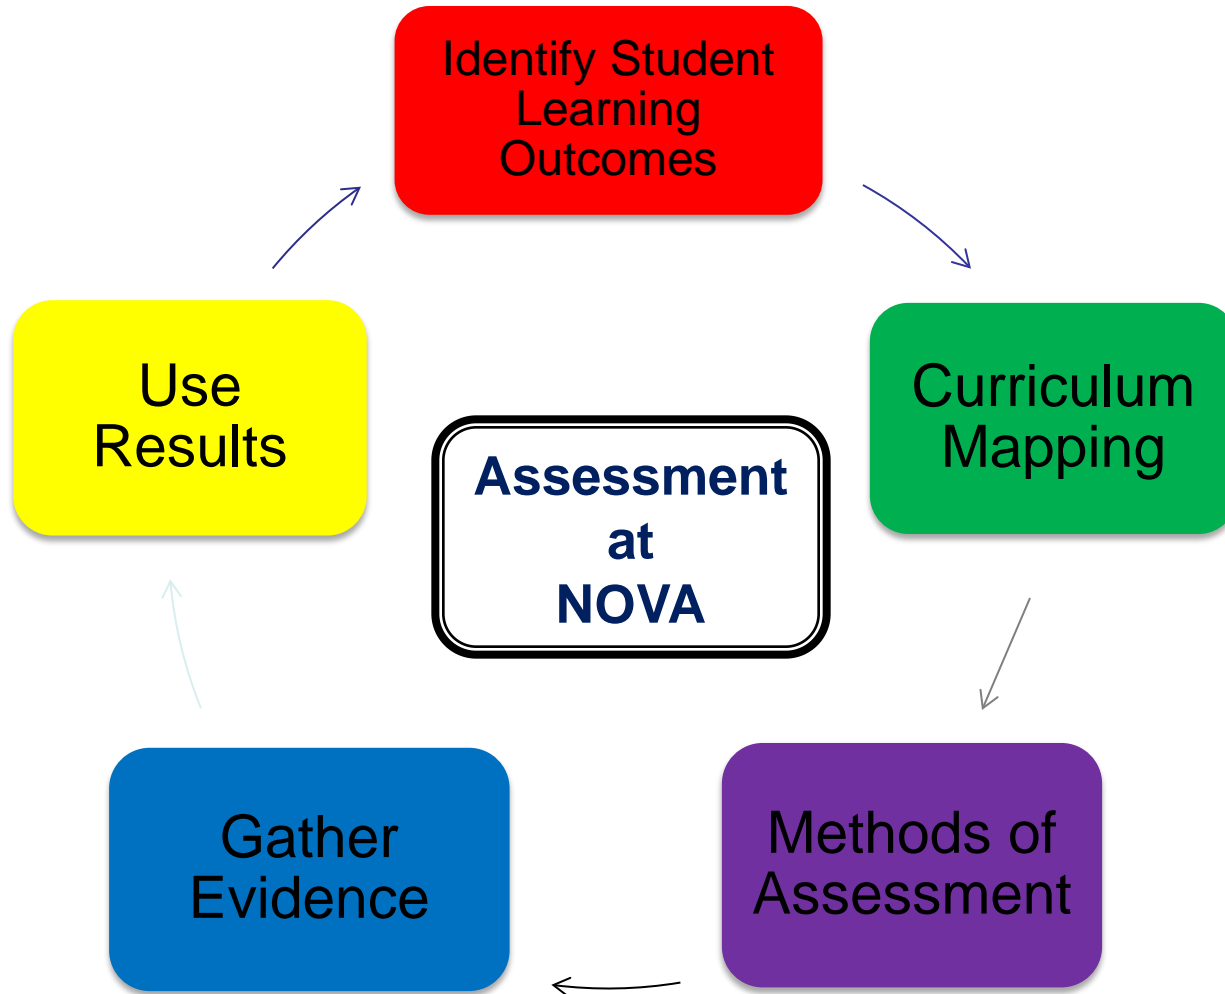 Identify Student
Learning
Outcomes
Use
Results
Curriculum
Mapping
Assessment
at
NOVA
Gather
Evidence
Methods of
Assessment